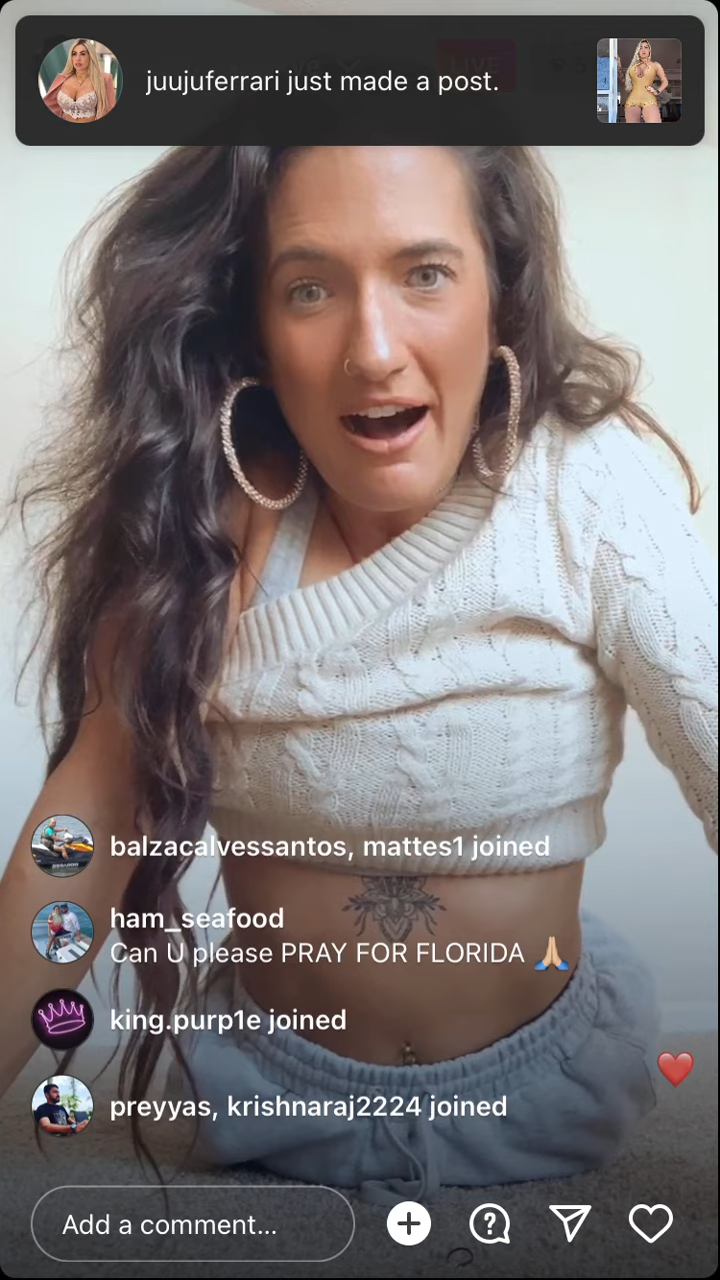 juujuferrari just made a post.
balzacalvessantos, mattes1 joined
ham_seafood
Can U please PRAY FOR FLORIDA 🙏🏼
king.purp1e joined
preyyas, krishnaraj2224 joined
Add a comment...